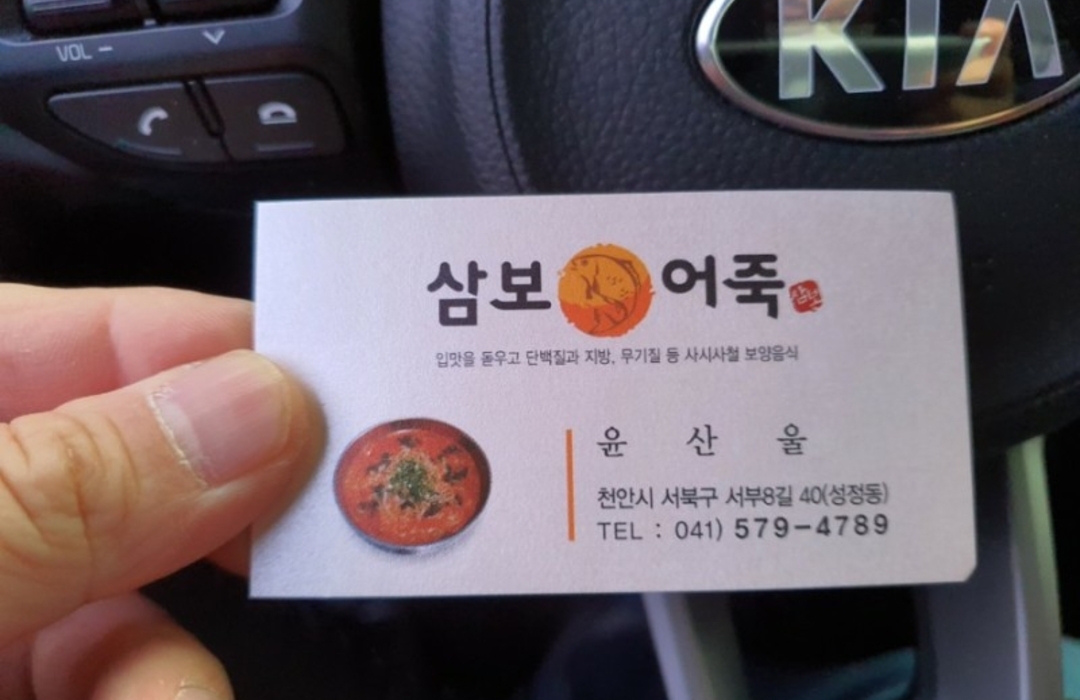 VOL -
KIA
삼보 어죽 삼보
입맛을 돋우고 단백질과 지방, 무기질 등 사시사철 보양음식
윤 산 울
천안시 서북구 서부8길 40(성정동)
TEL : 041) 579-4789